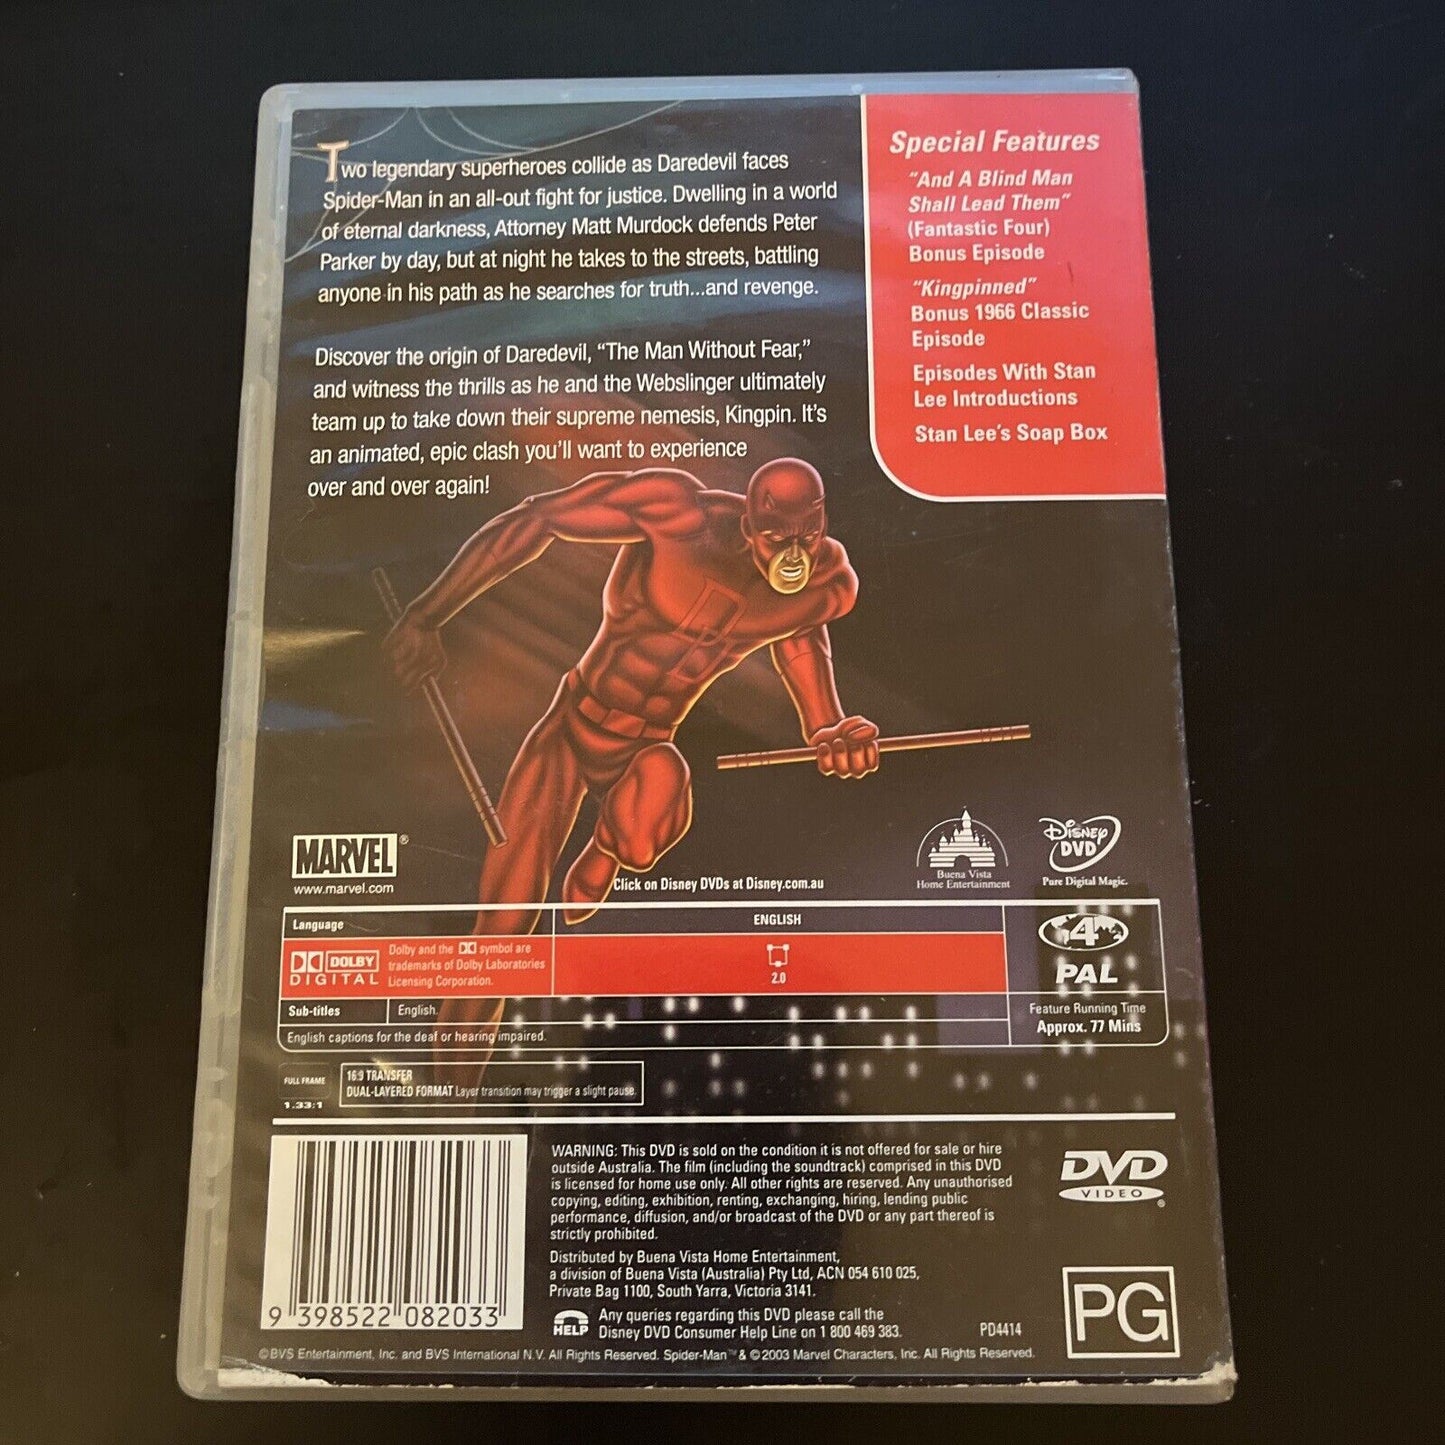 Two legendary superheroes collide as Daredevil faces
Spider-Man in an all-out fight for justice. Dwelling in a world
of eternal darkness, Attorney Matt Murdock defends Peter
Parker by day, but at night he takes to the streets, battling
anyone in his path as he searches for truth...and revenge.
Discover the origin of Daredevil, “The Man Without Fear,”
and witness the thrills as he and the Webslinger ultimately
team up to take down their supreme nemesis, Kingpin. It's
an animated, epic clash you'll want to experience
over and over again!
Special Features
“And A Blind Man
Shall Lead Them”
(Fantastic Four)
Bonus Episode
“Kingpinned”
Bonus 1966 Classic
Episode
Episodes With Stan
Lee Introductions
Stan Lee's Soap Box
DD
MARVEL®
www.marvel.com
Click on Disney DVDs at Disney.com.au
Buena Vista
Home Entertainment
Disney
DVD
Pure Digital Magic.
Language
ENGLISH
DOLBY
DIGITAL
Dolby and the DD symbol are
trademarks of Dolby Laboratories
Licensing Corporation.
2.0
4
PAL
Sub-titles
English.
English captions for the deaf or hearing impaired.
Feature Running Time
Approx. 77 Mins
FULL FRAME
1.33:1
16:9 TRANSFER
DUAL-LAYERED FORMAT Layer transition may trigger a slight pause.
WARNING: This DVD is sold on the condition it is not offered for sale or hire
outside Australia. The film (including the soundtrack) comprised in this DVD
is licensed for home use only. All other rights are reserved. Any unauthorised
copying, editing, exhibition, renting, exchanging, hiring, lending public
performance, diffusion, and/or broadcast of the DVD or any part thereof is
strictly prohibited.
Distributed by Buena Vista Home Entertainment,
a division of Buena Vista (Australia) Pty Ltd, ACN 054 610 025,
Private Bag 1100, South Yarra, Victoria 3141.
HELP
Any queries regarding this DVD please call the
Disney DVD Consumer Help Line on 1 800 469 383.
PD4414
DVD
VIDEO®
PG
9 398522 082033
©BVS Entertainment, Inc. and BVS International N.V. All Rights Reserved. Spider-Man™ & ©2003 Marvel Characters, Inc. All Rights Reserved.